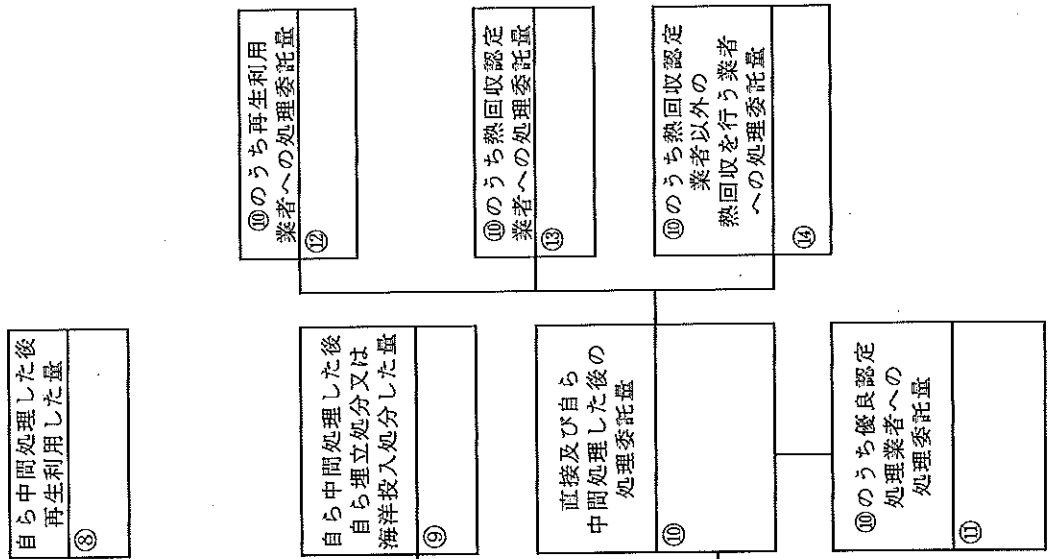 自ら中間処理した後
再生利用した量
⑧
自ら中間処理した後
自ら埋立処分又は
海洋投入処分した量
⑨
直接及び自ら
中間処理した後の
処理委託量
⑩
⑩のうち優良認定
処理業者への
処理委託量
⑪
⑩のうち再生利用
業者への処理委託量
⑫
⑩のうち熱回収認定
業者への処理委託量
⑬
⑩のうち熱回収認定
業者以外の
熱回収を行う業者
への処理委託量
⑭